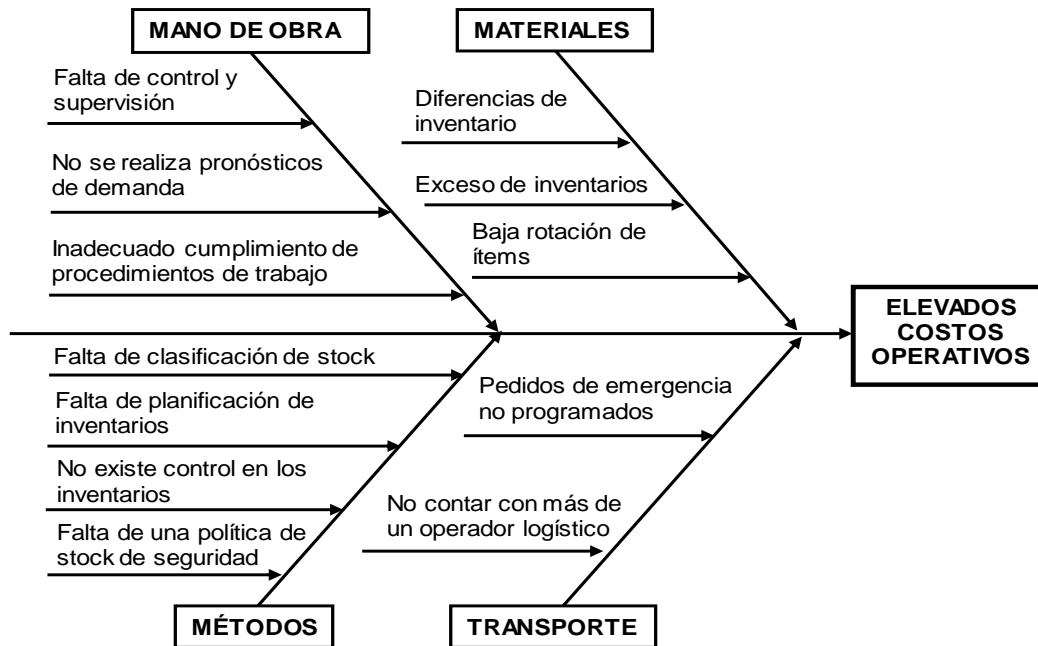 MANO DE OBRA
MATERIALES
Falta de control y
supervisión
No se realiza pronósticos
de demanda
Inadecuado cumplimiento de
procedimientos de trabajo
Diferencias de
inventario
Exceso de inventarios
Baja rotación de
ítems
ELEVADOS
COSTOS
OPERATIVOS
Falta de clasificación de stock
Falta de planificación de
inventarios
No existe control en los
inventarios
Falta de una política de
stock de seguridad
Pedidos de emergencia
no programados
No contar con más de
un operador logístico
MÉTODOS
TRANSPORTE